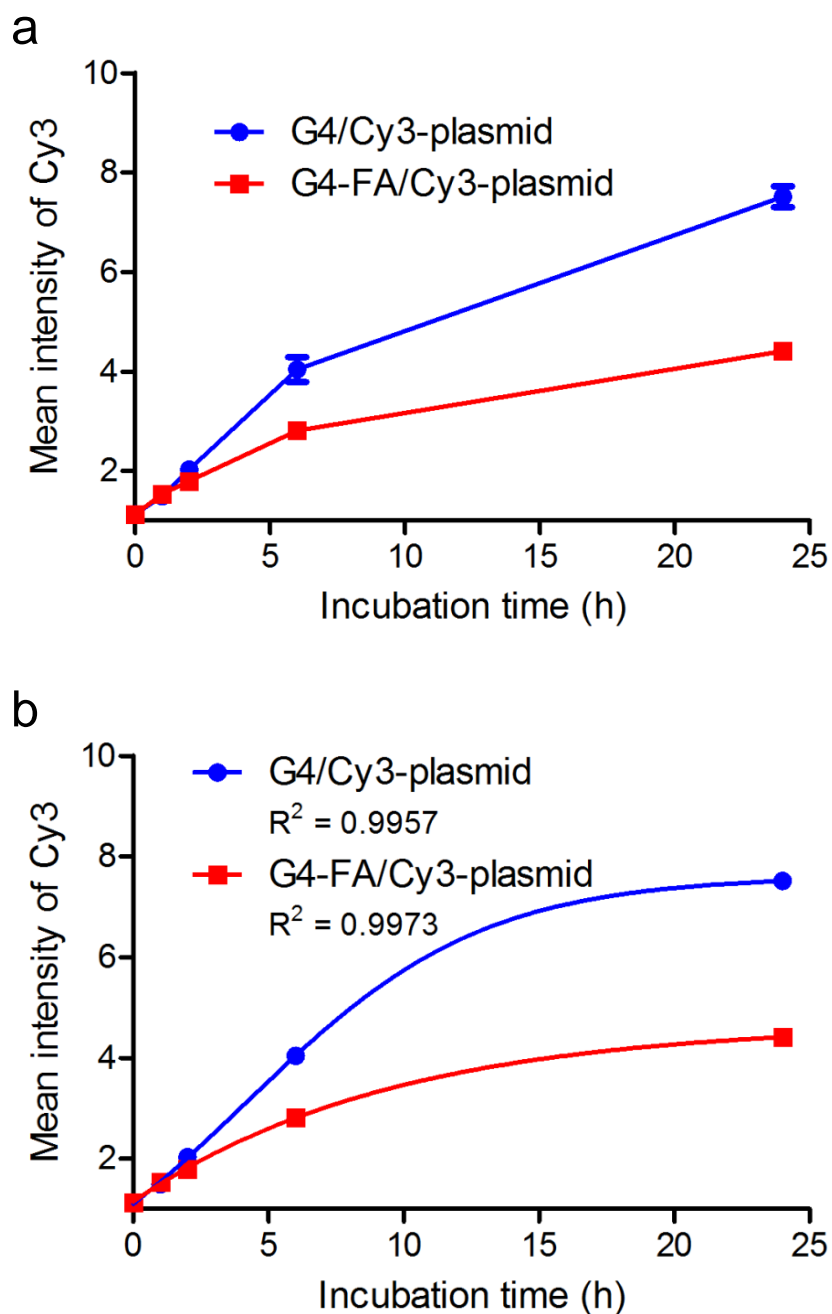 a
10
8
6
4
2
Mean intensity of Cy3
G4/Cy3-plasmid
G4-FA/Cy3-plasmid
0 5 10 15 20 25
Incubation time (h)
b
10
8
6
4
2
Mean intensity of Cy3
G4/Cy3-plasmid
R² = 0.9957
G4-FA/Cy3-plasmid
R² = 0.9973
0 5 10 15 20 25
Incubation time (h)